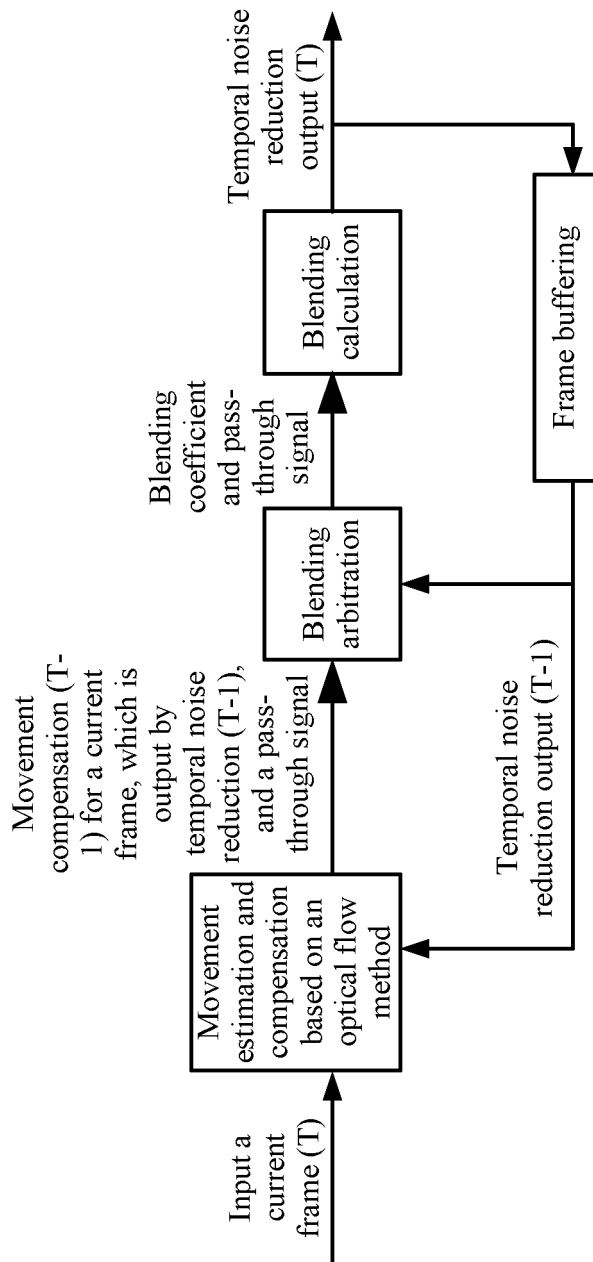 Input a
current
frame (T)
Movement
estimation and
compensation
based on an
optical flow
method
Movement
compensation (T-
1) for a current
frame, which is
output by
temporal noise
reduction (T-1),
and a pass-
through signal
Blending
arbitration
Blending
coefficient
and pass-
through
signal
Blending
calculation
Temporal noise
reduction
output (T)
Temporal noise
reduction output (T-1)
Frame buffering